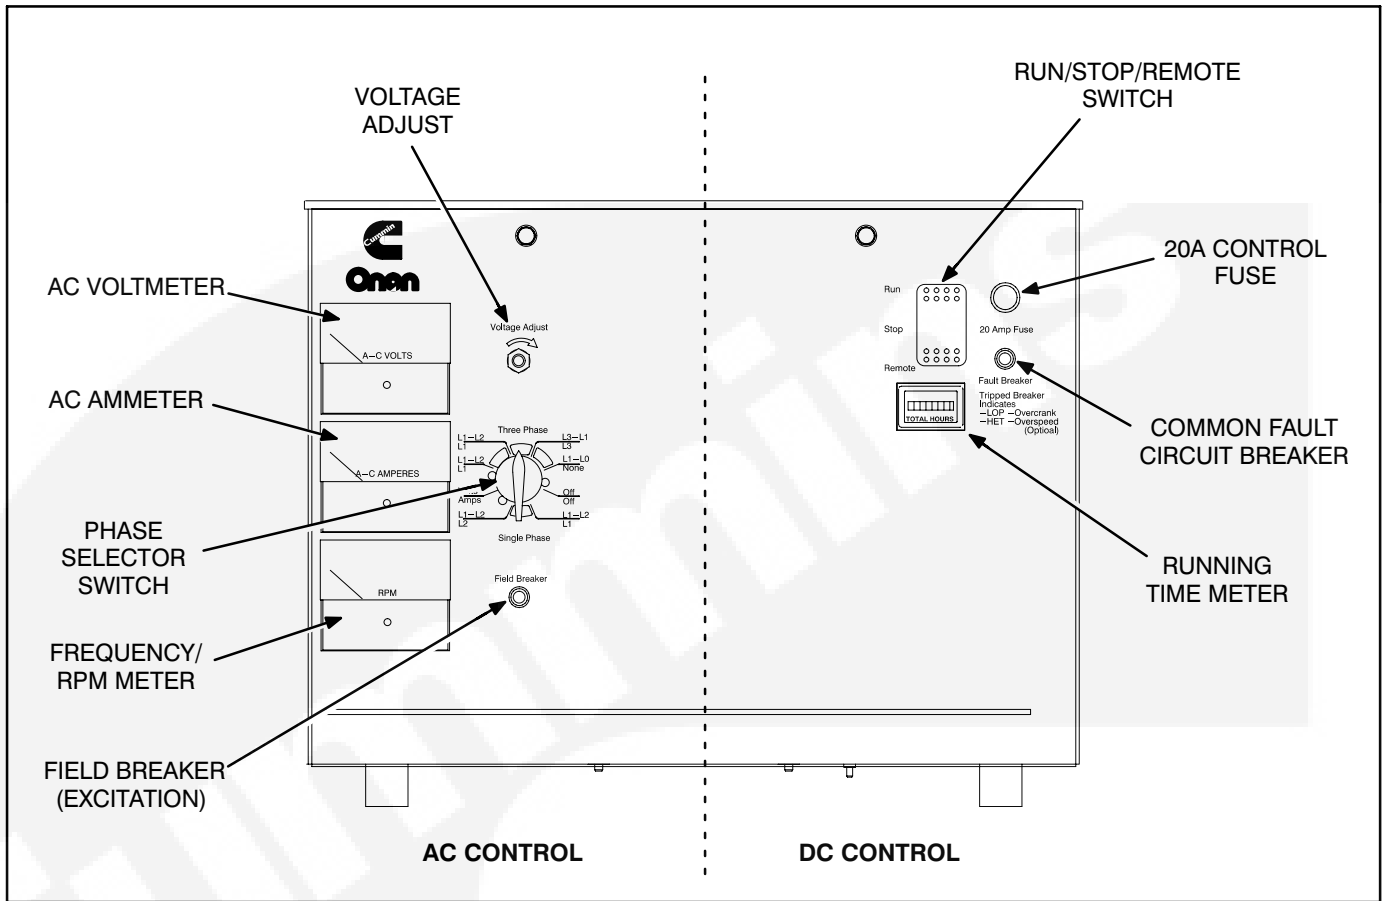 RUN/STOP/REMOTE
SWITCH
VOLTAGE
ADJUST
Cummin
Onan
20A CONTROL
FUSE
AC VOLTMETER
Run
Voltage Adjust
Stop
20 Amp Fuse
A–C VOLTS
Remote
Fault Breaker
AC AMMETER
Tripped Breaker
Indicates
–LOP –Overcrank
–HET –Overspeed
(Optioal)
TOTAL HOURS
COMMON FAULT
CIRCUIT BREAKER
Three Phase
L1–L2
L1
L3–L1
L3
L1–L2
L1
L1–L0
None
A–C AMPERES
Amps
Off
Off
L1–L2
L2
L1–L2
L1
Single Phase
PHASE
SELECTOR
SWITCH
RUNNING
TIME METER
Field Breaker
RPM
FREQUENCY/
RPM METER
FIELD BREAKER
(EXCITATION)
AC CONTROL
DC CONTROL
ummins